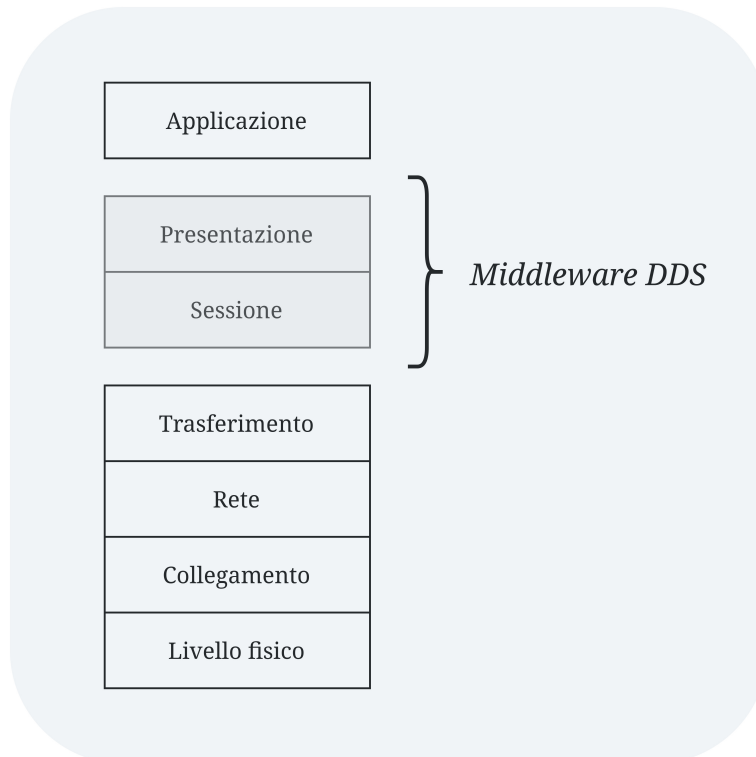 Applicazione
Presentazione
Sessione
Middleware DDS
Trasferimento
Rete
Collegamento
Livello fisico